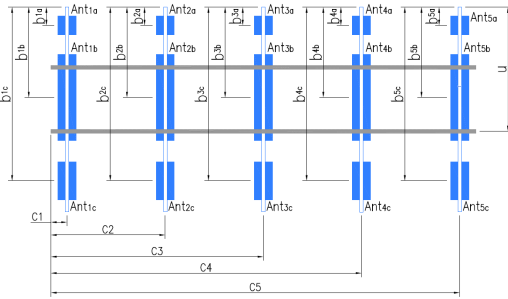 Ant1a Ant2a Ant3a Ant4a Ant5a
b1a b2a b3a b4a b5a
b1b b2b b3b b4b b5b
Ant1b Ant2b Ant3b Ant4b Ant5b
u
b1c b2c b3c b4c b5c
Ant1c Ant2c Ant3c Ant4c Ant5c
C1
C2
C3
C4
C5